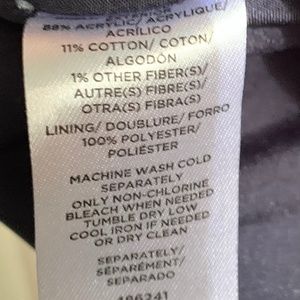 88% ACRYLIC/ ACRYLIQUE/
ACRÍLICO
11% COTTON/ COTON/
ALGODÓN
1% OTHER FIBER(S)/
AUTRE(S) FIBRE(S)/
OTRA(S) FIBRA(S)
LINING/ DOUBLURE/ FORRO
100% POLYESTER/
POLIÉSTER
MACHINE WASH COLD
SEPARATELY
ONLY NON-CHLORINE
BLEACH WHEN NEEDED
TUMBLE DRY LOW
COOL IRON IF NEEDED
OR DRY CLEAN
SEPARATELY/
SÉPARÉMENT/
SEPARADO
486241